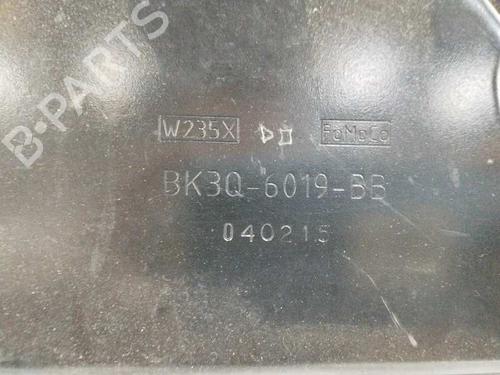 B-PARTS
W235X FoMoCo
BK3Q-6019-BB
040215